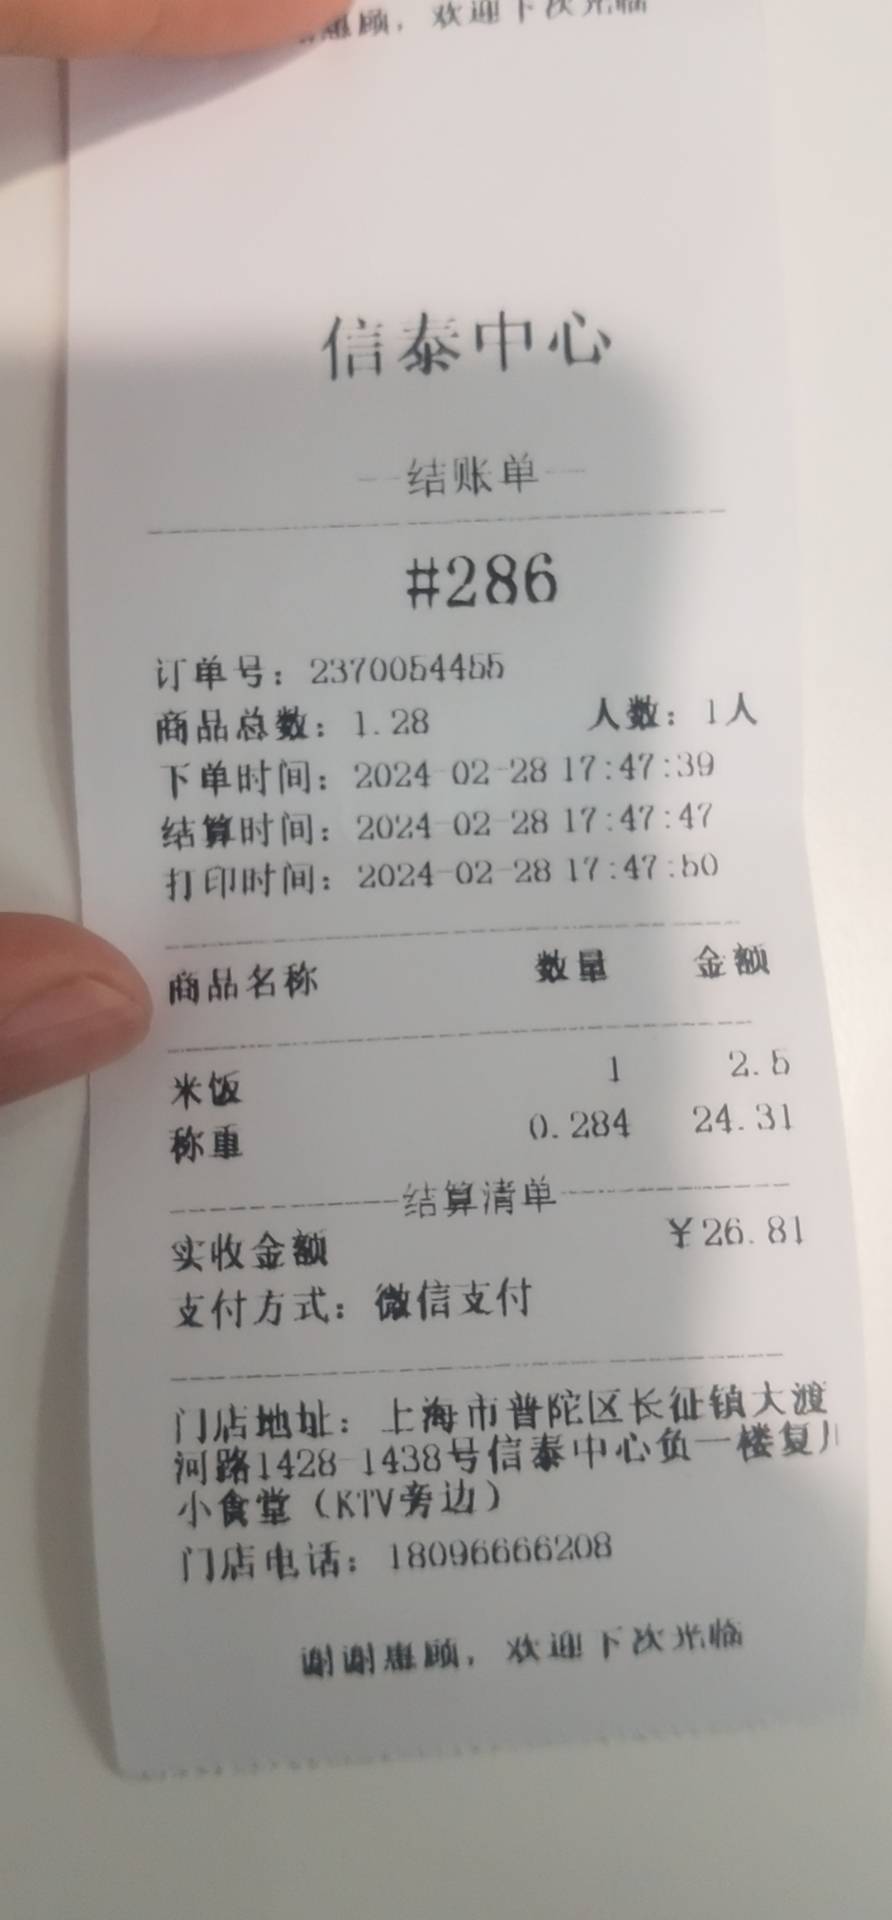 惠顾，欢迎下次光临
信泰中心
--结账单--
#286
订单号：2370054455
商品总数：1.28 人数：1人
下单时间：2024-02-28 17:47:39
结算时间：2024-02-28 17:47:47
打印时间：2024-02-28 17:47:50
商品名称 数量 金额
米饭 1 2.5
称重 0.284 24.31
结算清单
实收金额 ￥26.81
支付方式：微信支付
门店地址：上海市普陀区长征镇大渡
河路1428-1438号信泰中心负一楼复
小食堂（KTV旁边）
门店电话：18096666208
谢谢惠顾，欢迎下次光临